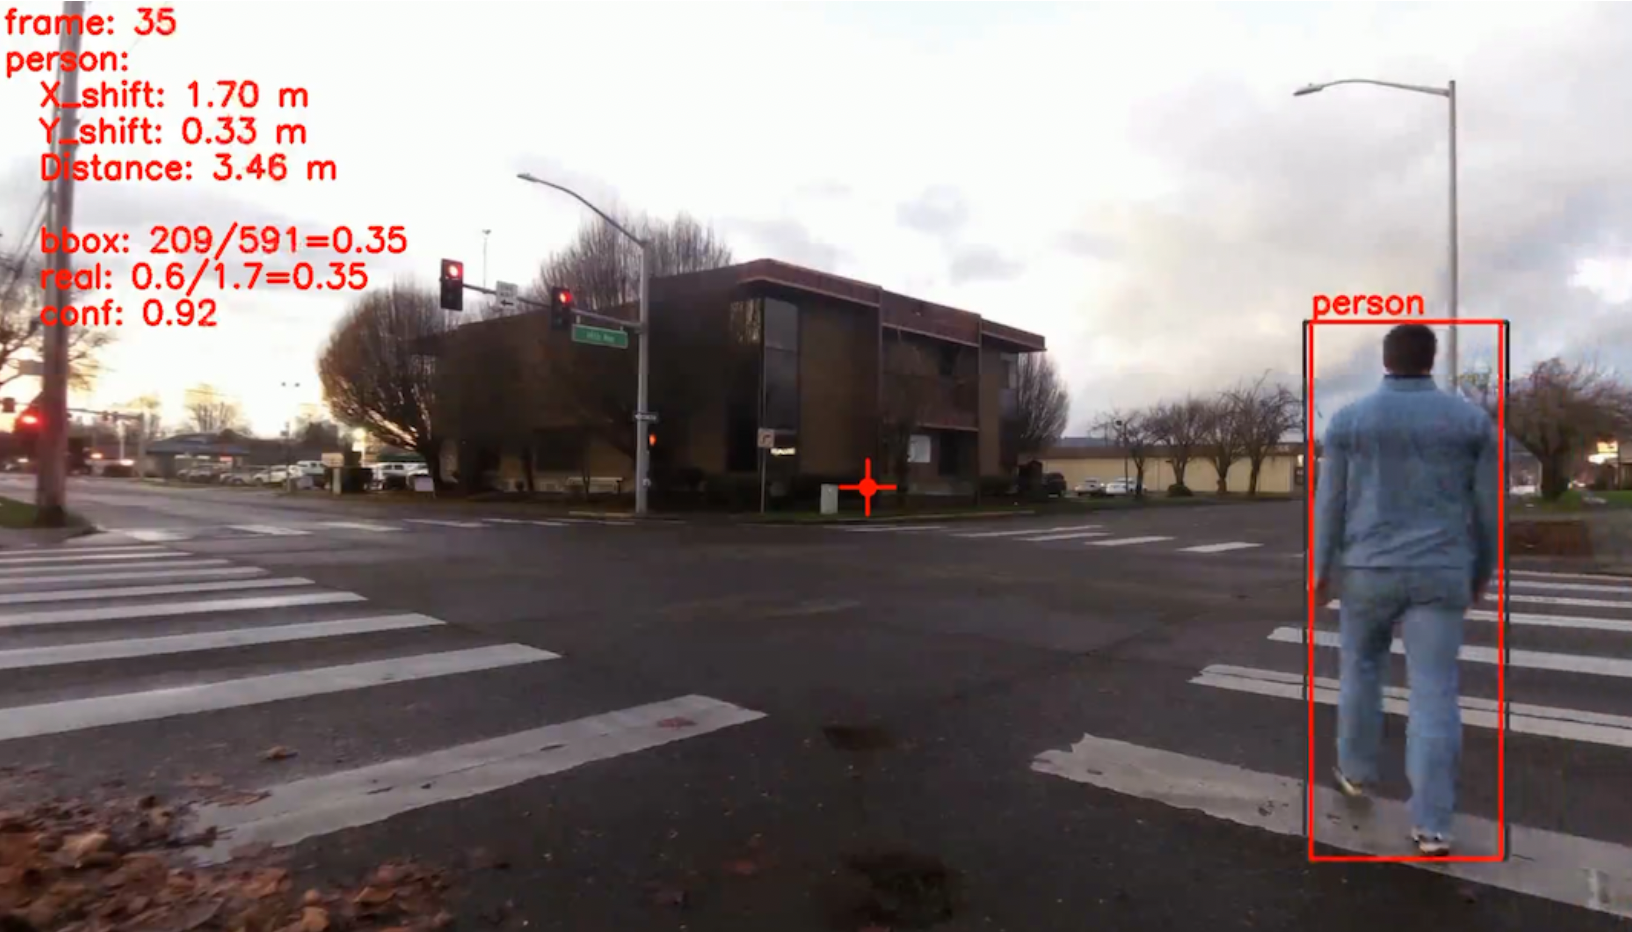 frame: 35
person:
X_shift: 1.70 m
Y_shift: 0.33 m
Distance: 3.46 m
bbox: 209/591=0.35
real: 0.6/1.7=0.35
conf: 0.92
person